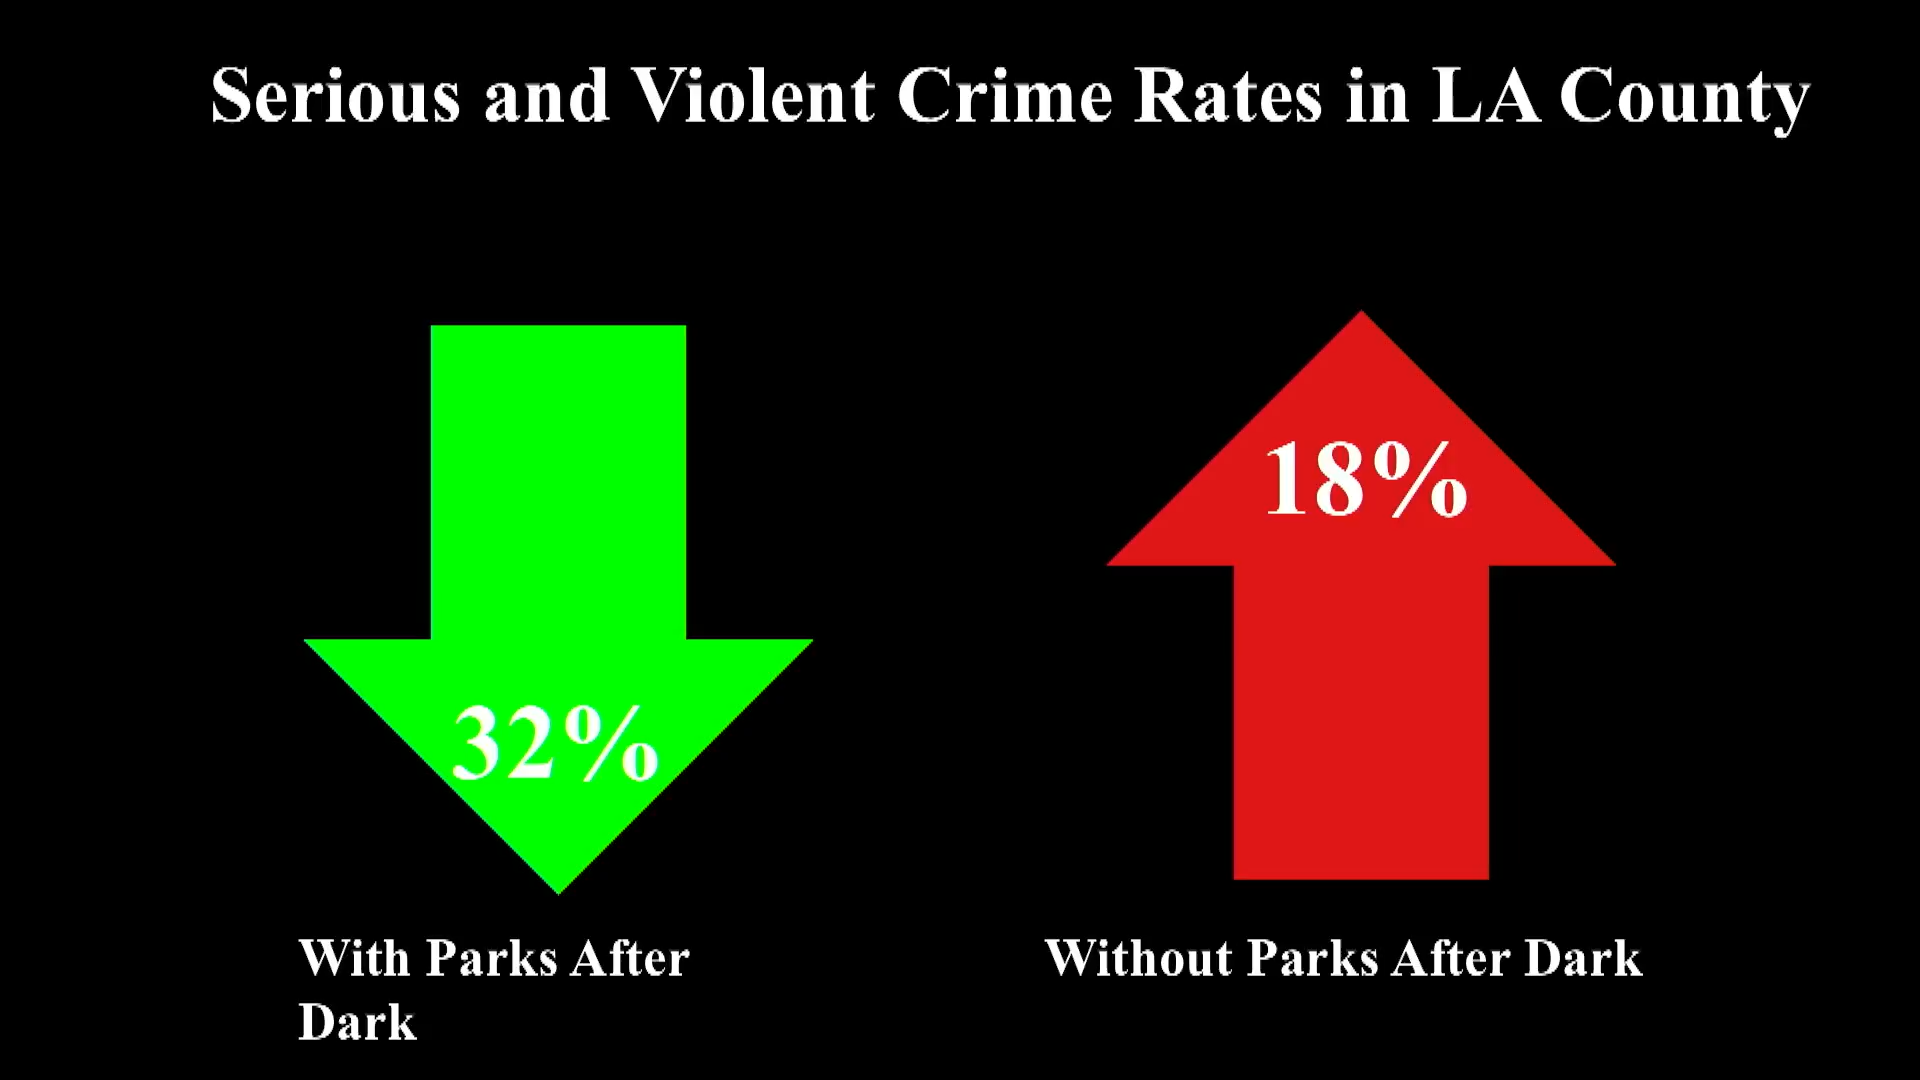 Serious and Violent Crime Rates in LA County
18%
32%
With Parks After
Dark
Without Parks After Dark